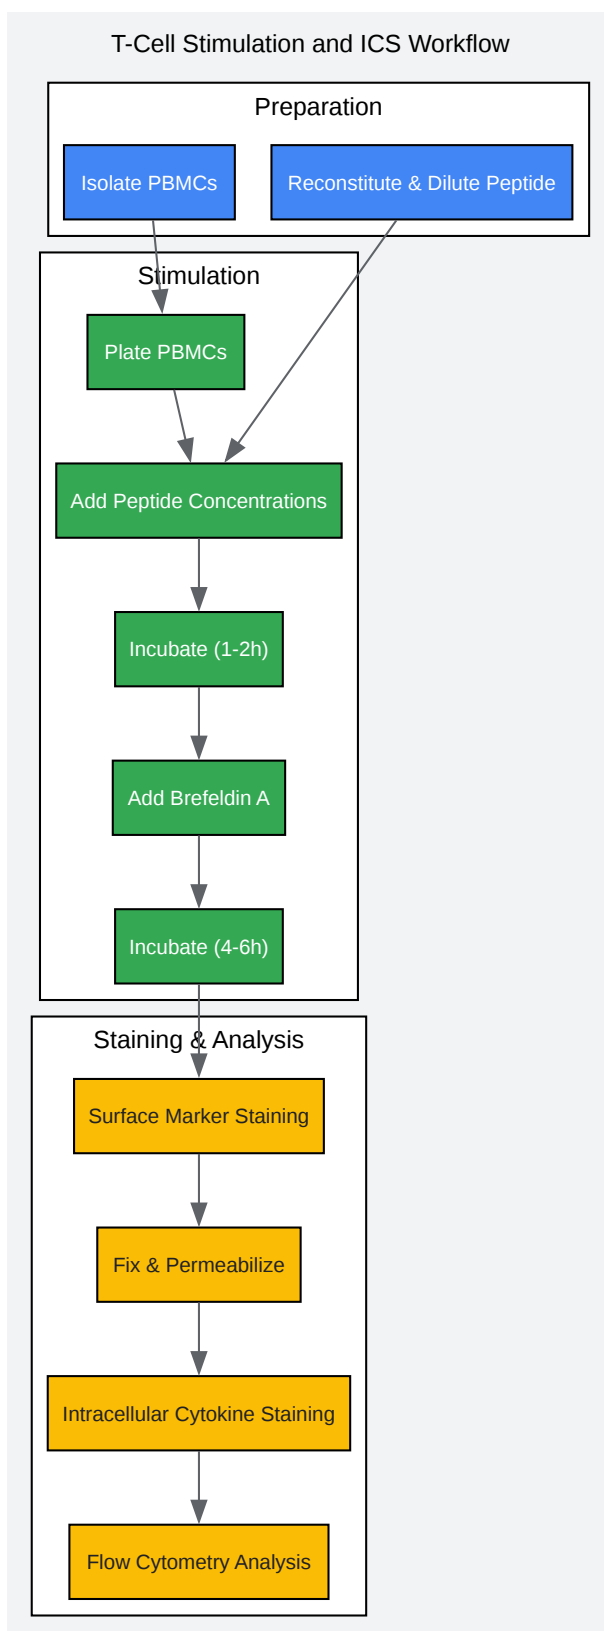 T-Cell Stimulation and ICS Workflow
Preparation
Isolate PBMCs
Reconstitute & Dilute Peptide
Stimulation
Plate PBMCs
Add Peptide Concentrations
Incubate (1-2h)
Add Brefeldin A
Incubate (4-6h)
Staining & Analysis
Surface Marker Staining
Fix & Permeabilize
Intracellular Cytokine Staining
Flow Cytometry Analysis